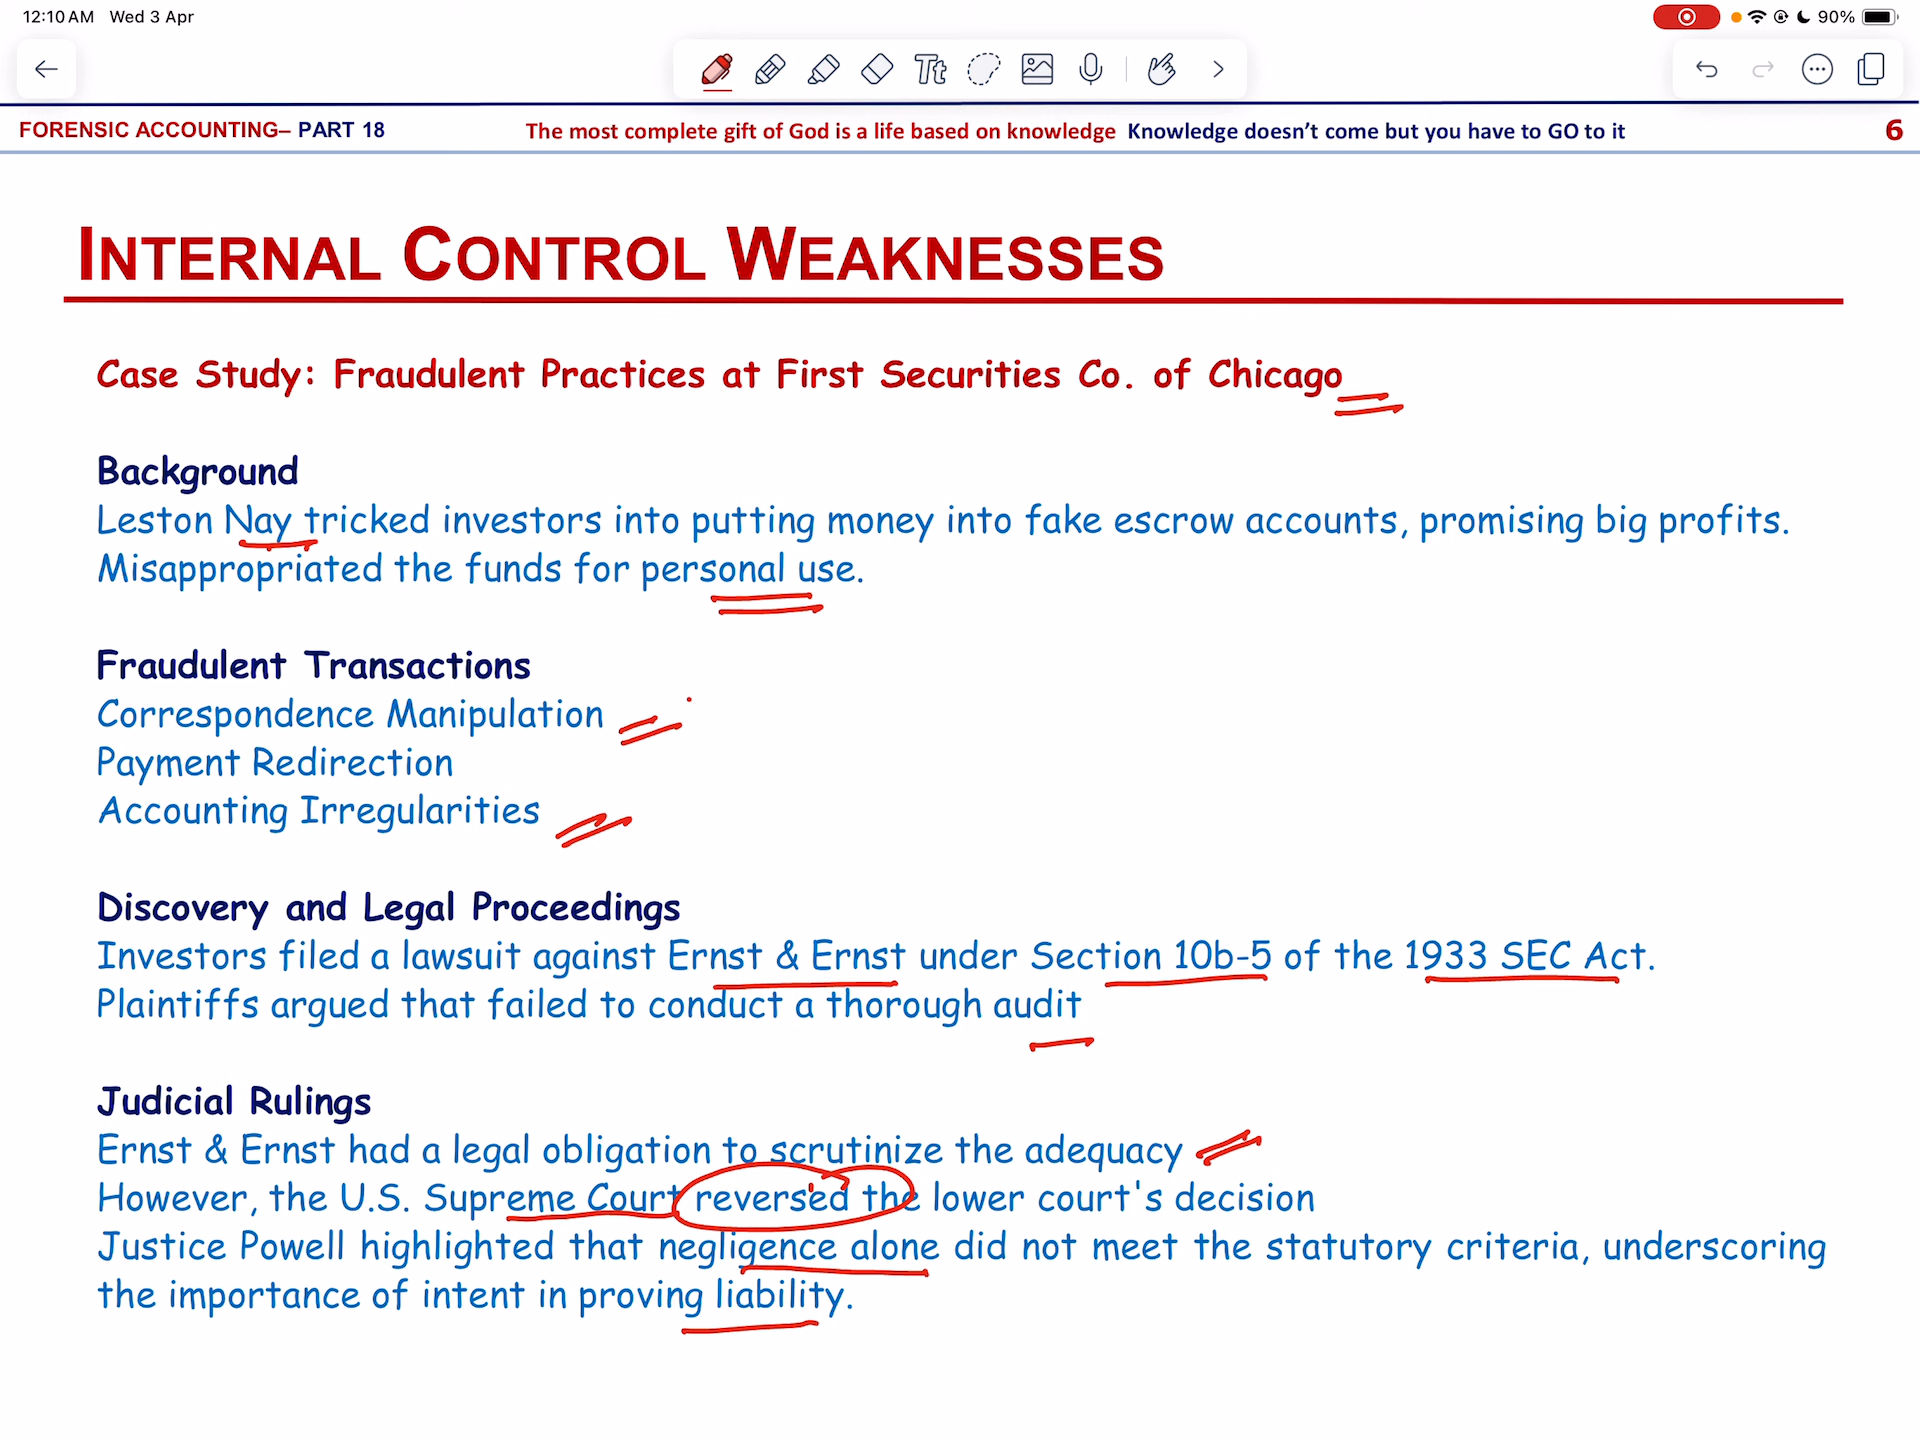 12:10 AM Wed 3 Apr
90%
Tt
FORENSIC ACCOUNTING– PART 18 The most complete gift of God is a life based on knowledge Knowledge doesn’t come but you have to GO to it 6
INTERNAL CONTROL WEAKNESSES
Case Study: Fraudulent Practices at First Securities Co. of Chicago
Background
Leston Nay tricked investors into putting money into fake escrow accounts, promising big profits.
Misappropriated the funds for personal use.
Fraudulent Transactions
Correspondence Manipulation
Payment Redirection
Accounting Irregularities
Discovery and Legal Proceedings
Investors filed a lawsuit against Ernst & Ernst under Section 10b-5 of the 1933 SEC Act.
Plaintiffs argued that failed to conduct a thorough audit
Judicial Rulings
Ernst & Ernst had a legal obligation to scrutinize the adequacy
However, the U.S. Supreme Court reversed the lower court's decision
Justice Powell highlighted that negligence alone did not meet the statutory criteria, underscoring
the importance of intent in proving liability.